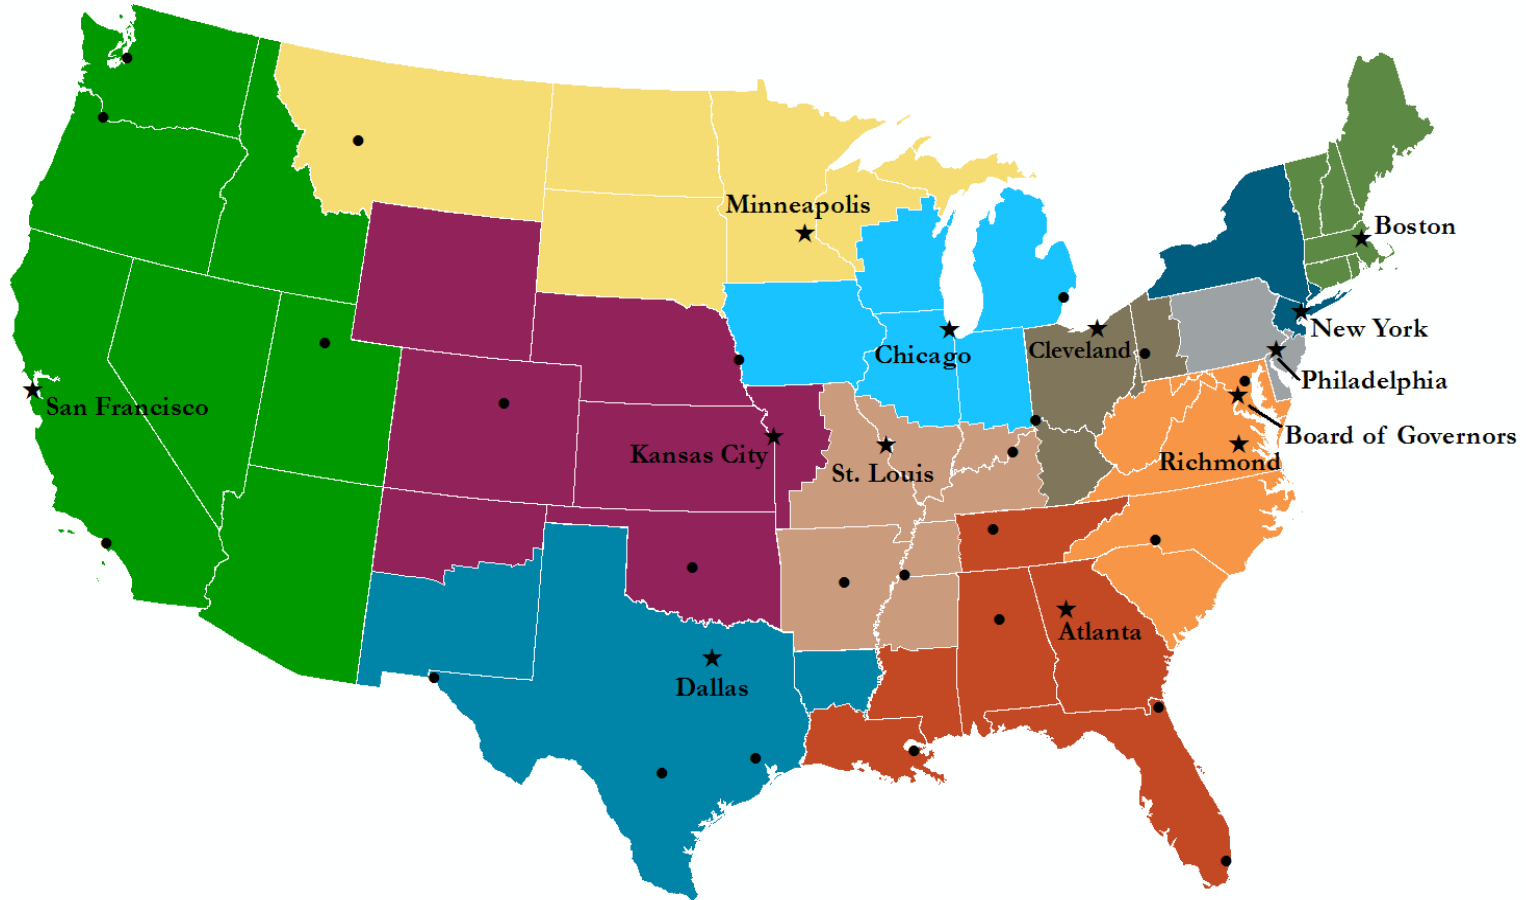 Minneapolis
Boston
New York
Chicago
Cleveland
Philadelphia
San Francisco
Board of Governors
Kansas City
St. Louis
Richmond
Atlanta
Dallas